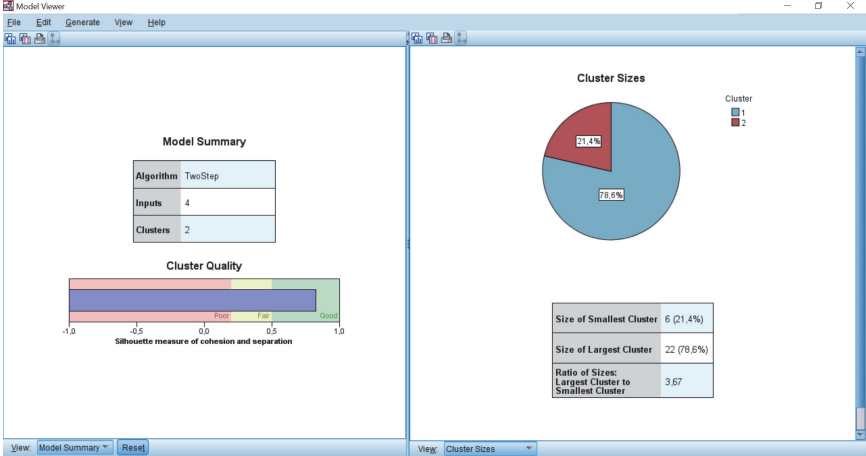 Model Viewer
File Edit Generate View Help
Model Summary
Algorithm TwoStep
Inputs 4
Clusters 2
Cluster Quality
Poor Fair Good
-1,0 -0,5 0,0 0,5 1,0
Silhouette measure of cohesion and separation
View: Model Summary Reset
Cluster Sizes
Cluster
1
2
21,4%
78,6%
Size of Smallest Cluster 6 (21,4%)
Size of Largest Cluster 22 (78,6%)
Ratio of Sizes:
Largest Cluster to
Smallest Cluster
3,67
View: Cluster Sizes